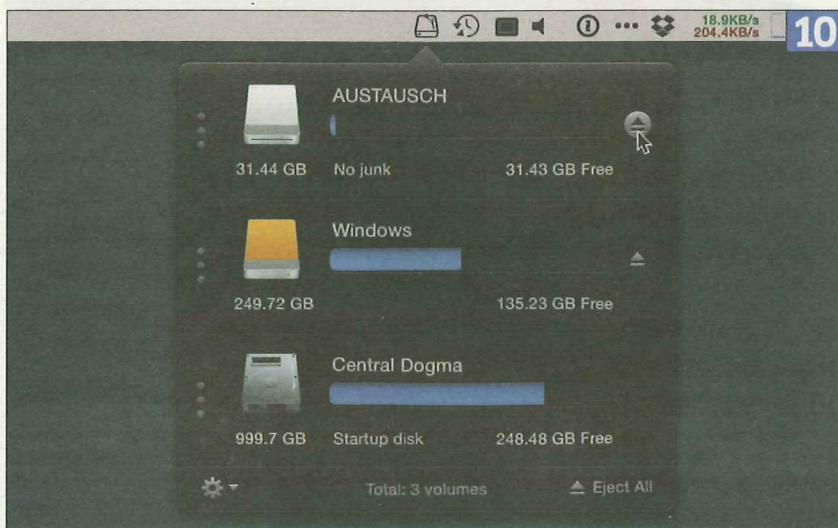 18.9KB/s
204.4KB/s
10
AUSTAUSCH
31.44 GB No junk 31.43 GB Free
Windows
249.72 GB 135.23 GB Free
Central Dogma
999.7 GB Startup disk 248.48 GB Free
Total: 3 volumes Eject All